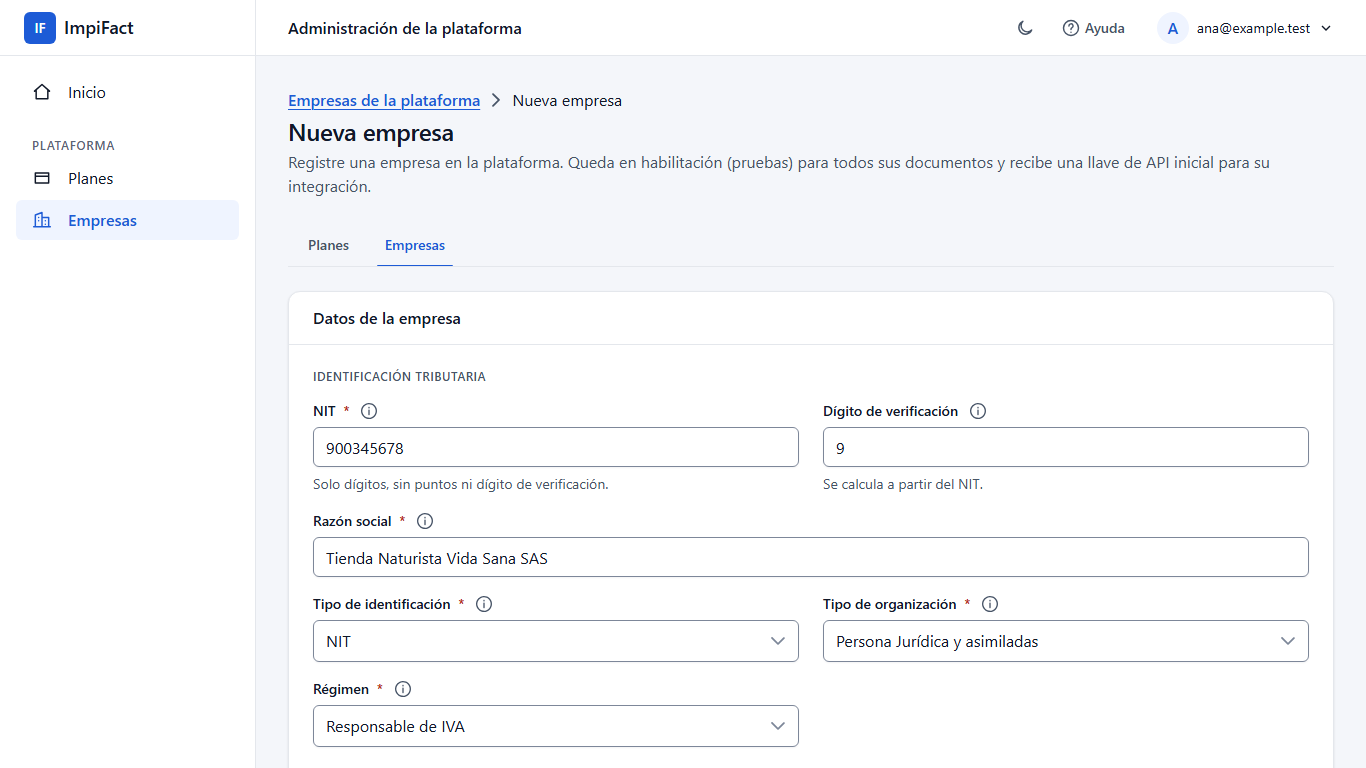 IF ImpiFact
Administración de la plataforma
Ayuda
A ana@example.test
Inicio
PLATAFORMA
Planes
Empresas
Empresas de la plataforma > Nueva empresa
Nueva empresa
Registre una empresa en la plataforma. Queda en habilitación (pruebas) para todos sus documentos y recibe una llave de API inicial para su
integración.
Planes Empresas
Datos de la empresa
IDENTIFICACIÓN TRIBUTARIA
NIT *
900345678
Solo dígitos, sin puntos ni dígito de verificación.
Dígito de verificación
9
Se calcula a partir del NIT.
Razón social *
Tienda Naturista Vida Sana SAS
Tipo de identificación *
NIT
Tipo de organización *
Persona Jurídica y asimiladas
Régimen *
Responsable de IVA